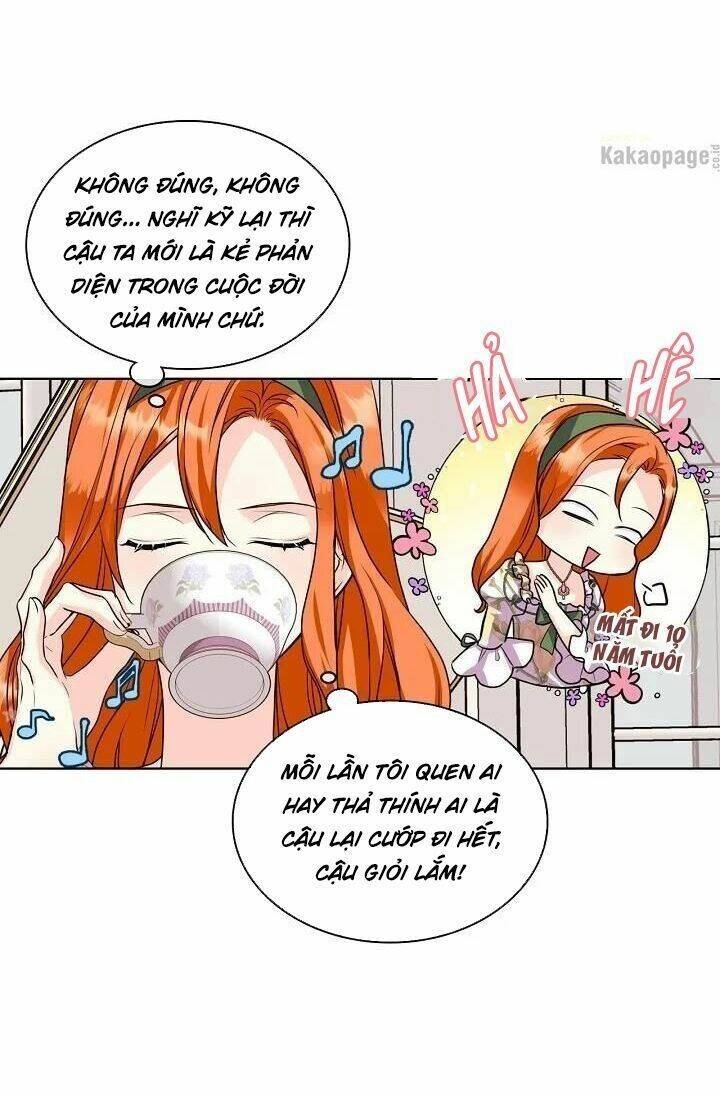 Kakaopage.co.id
KHÔNG ĐÚNG, KHÔNG
ĐÚNG... NGHĨ KỸ LẠI THÌ
CẬU TA MỚI LÀ KẺ PHẢN
DIỆN TRONG CUỘC ĐỜI
CỦA MÌNH CHỨ.
HẢ HÊ
MẤT ĐI 10
NĂM TUỔI
MỖI LẦN TÔI QUEN AI
HAY THẢ THÍNH AI LÀ
CẬU LẠI CƯỚP ĐI HẾT,
CẬU GIỎI LẮM!